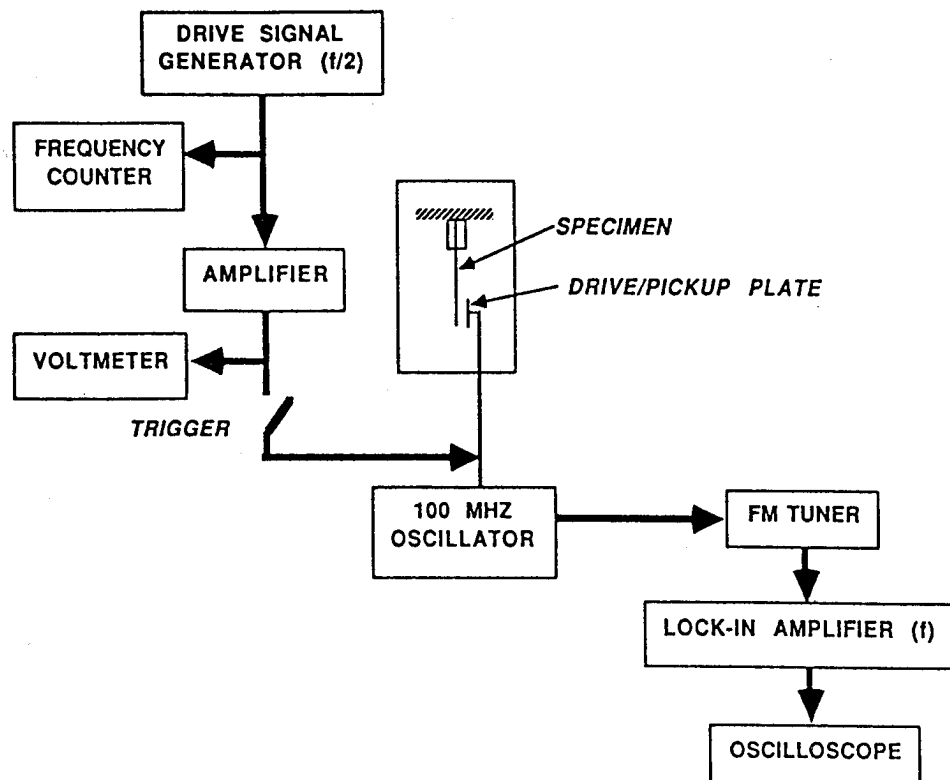 DRIVE SIGNAL
GENERATOR (f/2)
FREQUENCY
COUNTER
SPECIMEN
AMPLIFIER
DRIVE/PICKUP PLATE
VOLTMETER
TRIGGER
100 MHZ
OSCILLATOR
FM TUNER
LOCK-IN AMPLIFIER (f)
OSCILLOSCOPE